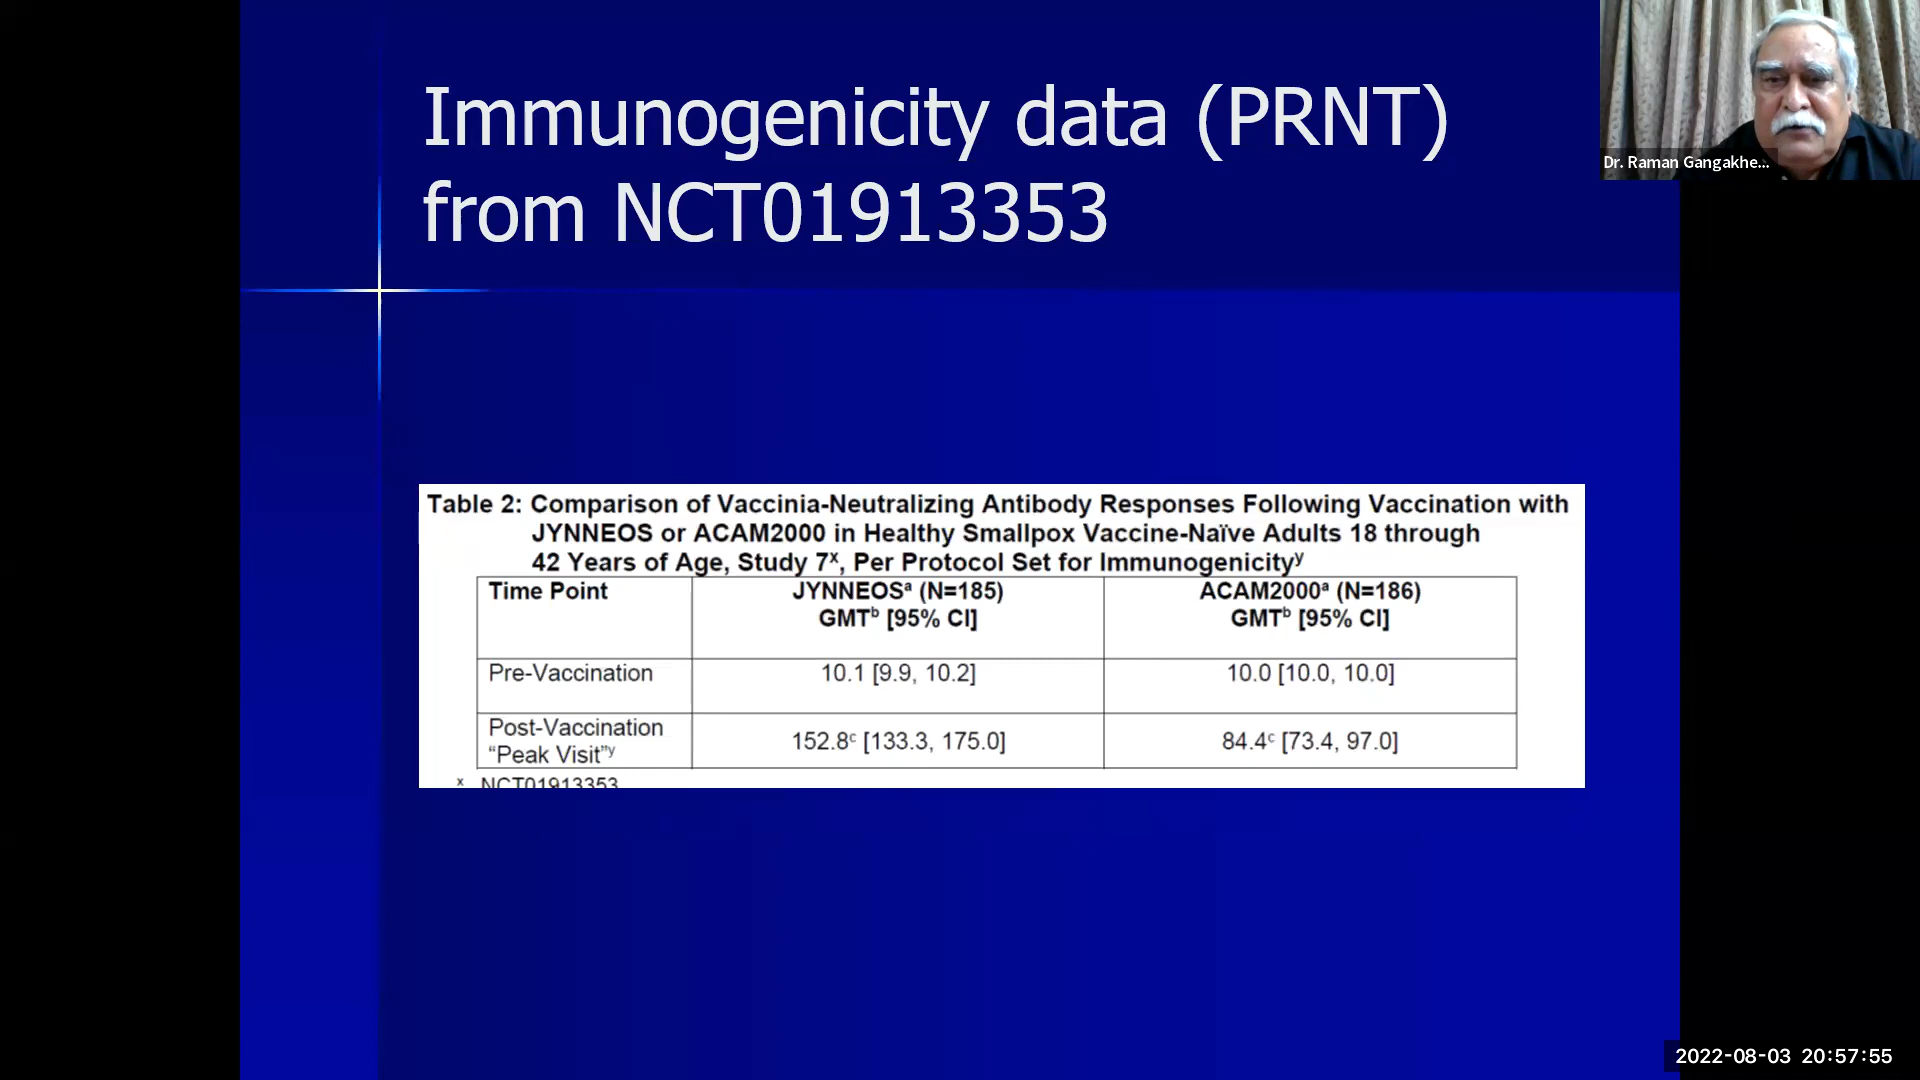 Immunogenicity data (PRNT)
from NCT01913353
Dr. Raman Gangakhe...
Table 2: Comparison of Vaccinia-Neutralizing Antibody Responses Following Vaccination with
JYNNEOS or ACAM2000 in Healthy Smallpox Vaccine-Naïve Adults 18 through
42 Years of Age, Study 7ˣ, Per Protocol Set for Immunogenicityʸ
Time Point
JYNNEOSᵃ (N=185)
GMTᵇ [95% CI]
ACAM2000ᵃ (N=186)
GMTᵇ [95% CI]
Pre-Vaccination
10.1 [9.9, 10.2]
10.0 [10.0, 10.0]
Post-Vaccination
“Peak Visit”ʸ
152.8ᶜ [133.3, 175.0]
84.4ᶜ [73.4, 97.0]
ˣ NCT01913353
2022-08-03 20:57:55